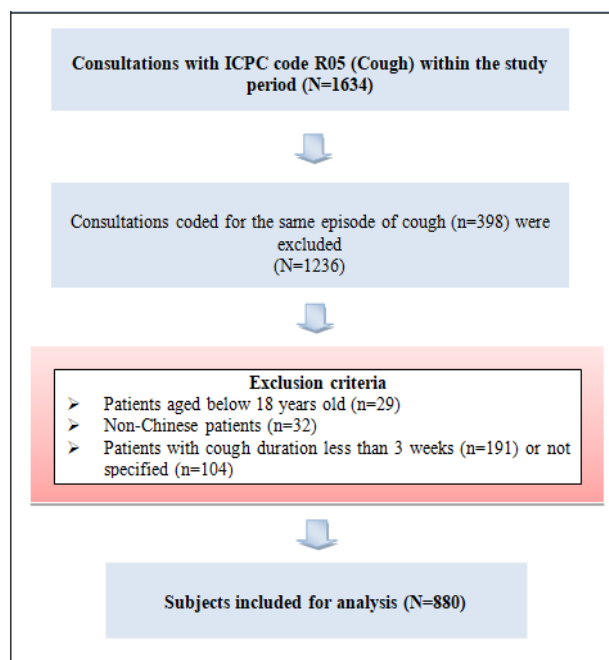 Consultations with ICPC code R05 (Cough) within the study
period (N=1634)
Consultations coded for the same episode of cough (n=398) were
excluded
(N=1236)
Exclusion criteria
➤ Patients aged below 18 years old (n=29)
➤ Non-Chinese patients (n=32)
➤ Patients with cough duration less than 3 weeks (n=191) or not
specified (n=104)
Subjects included for analysis (N=880)